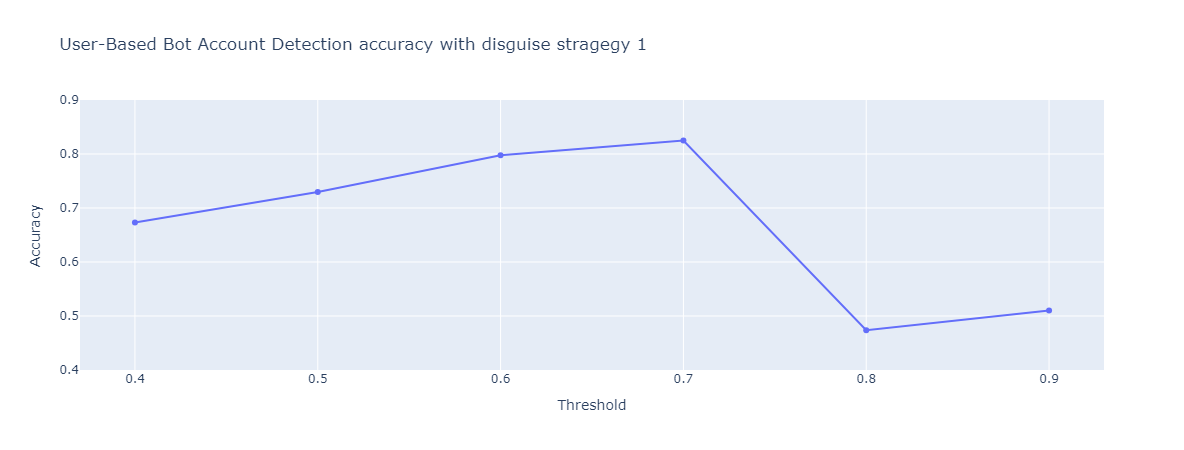 User-Based Bot Account Detection accuracy with disguise stragegy 1
0.9
0.8
0.7
0.6
0.5
0.4
Accuracy
0.4 0.5 0.6 0.7 0.8 0.9
Threshold